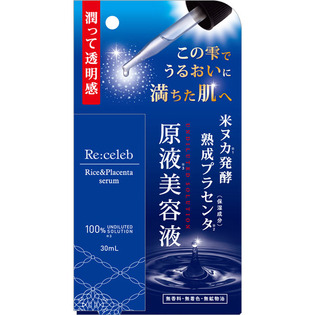 潤って透明感
この雫で
うるおいに
満ちた肌へ
米ヌカ発酵
熟成プラセンタ
(保湿成分)
UNDILUTED SOLUTION
原液美容液
Re:celeb
Rice&Placenta
serum
100% UNDILUTED
SOLUTION
30mL
無香料・無着色・無鉱物油